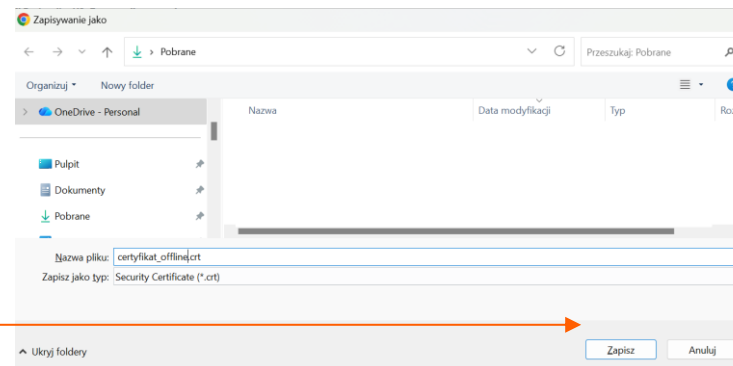 Zapisywanie jako
Pobrane
Przeszukaj: Pobrane
Organizuj
Nowy folder
OneDrive - Personal
Nazwa
Data modyfikacji
Typ
Pulpit
Dokumenty
Pobrane
Nazwa pliku: certyfikat_offline.crt
Zapisz jako typ: Security Certificate (*.crt)
Ukryj foldery
Zapisz
Anuluj